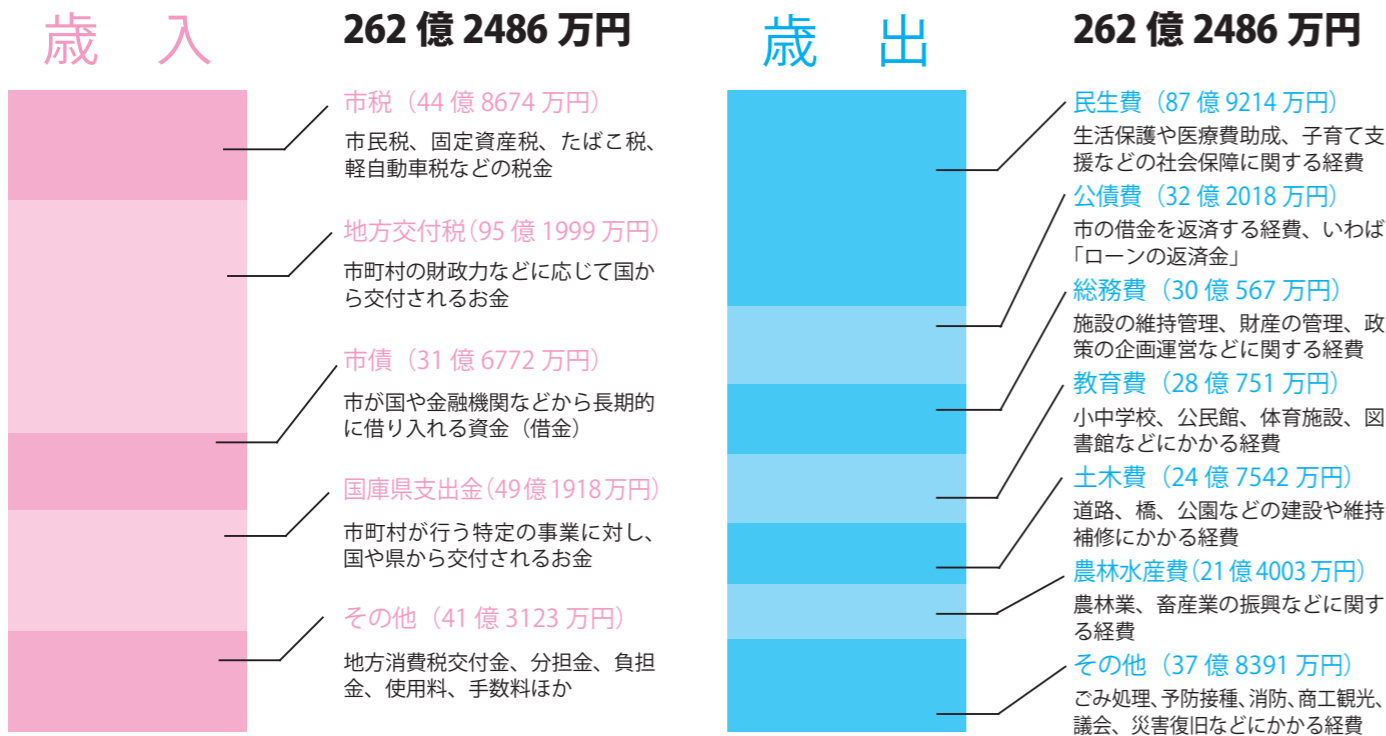 歳 入
262 億 2486 万円
市税（44 億 8674 万円）
市民税、固定資産税、たばこ税、
軽自動車税などの税金
地方交付税（95 億 1999 万円）
市町村の財政力などに応じて国か
ら交付されるお金
市債（31 億 6772 万円）
市が国や金融機関などから長期的
に借り入れる資金（借金）
国庫県支出金（49億1918万円）
市町村が行う特定の事業に対し、
国や県から交付されるお金
その他（41 億 3123 万円）
地方消費税交付金、分担金、負担
金、使用料、手数料ほか
歳 出
262 億 2486 万円
民生費（87 億 9214 万円）
生活保護や医療費助成、子育て支
援などの社会保障に関する経費
公債費（32 億 2018 万円）
市の借金を返済する経費、いわば
「ローンの返済金」
総務費（30 億 567 万円）
施設の維持管理、財産の管理、政
策の企画運営などに関する経費
教育費（28 億 751 万円）
小中学校、公民館、体育施設、図
書館などにかかる経費
土木費（24 億 7542 万円）
道路、橋、公園などの建設や維持
補修にかかる経費
農林水産費（21 億 4003 万円）
農林業、畜産業の振興などに関す
る経費
その他（37 億 8391 万円）
ごみ処理、予防接種、消防、商工観光、
議会、災害復旧などにかかる経費